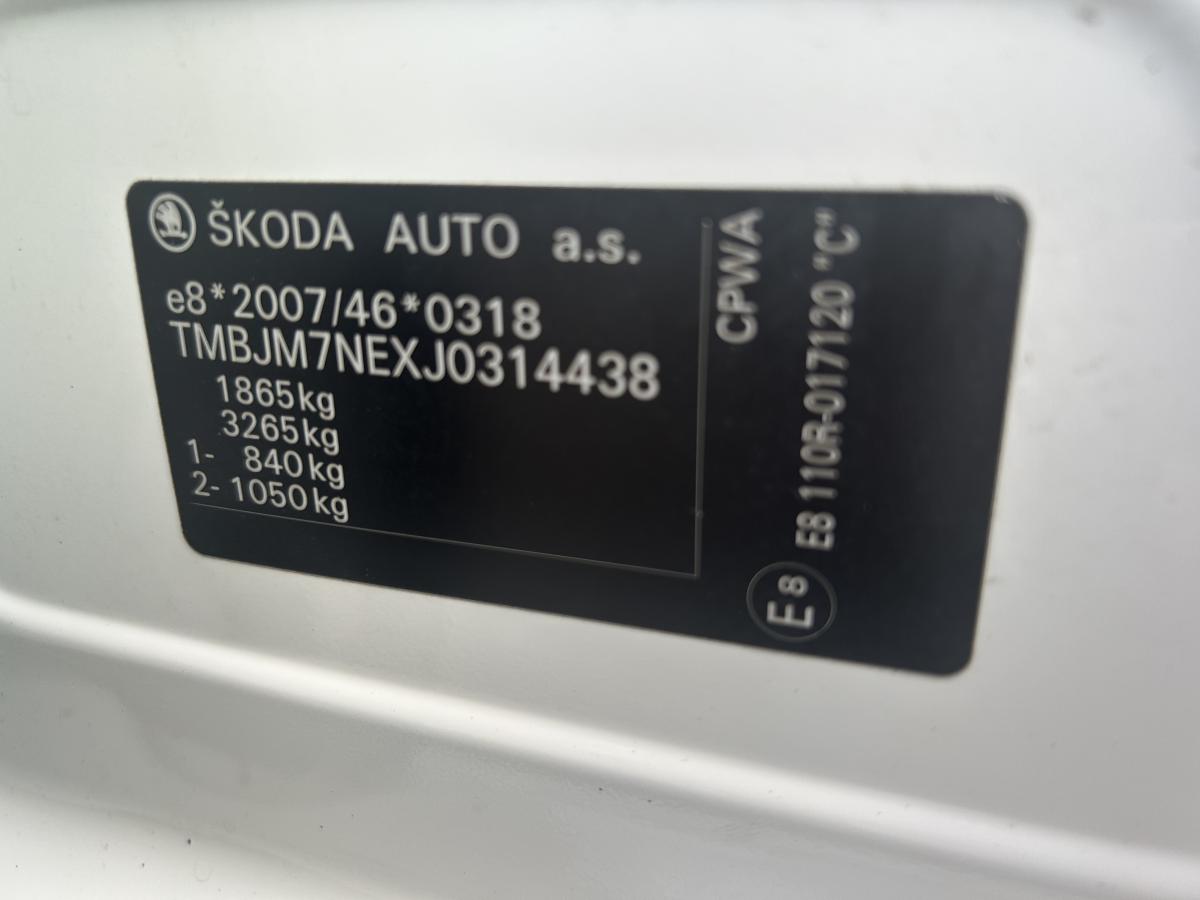 ŠKODA AUTO a.s.
e8*2007/46*0318
TMBJM7NEXJ0314438
1865kg
3265kg
1- 840kg
2- 1050kg
CPWA
E8 110R-017120 "C"
E8